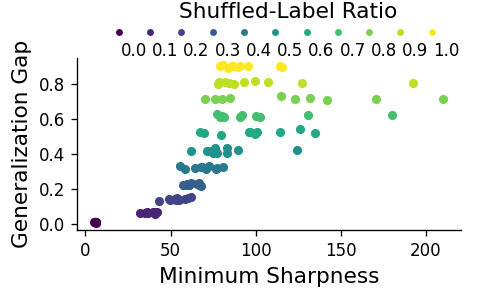 Shuffled-Label Ratio
0.0 0.1 0.2 0.3 0.4 0.5 0.6 0.7 0.8 0.9 1.0
Generalization Gap
0.8
0.6
0.4
0.2
0.0
0 50 100 150 200
Minimum Sharpness